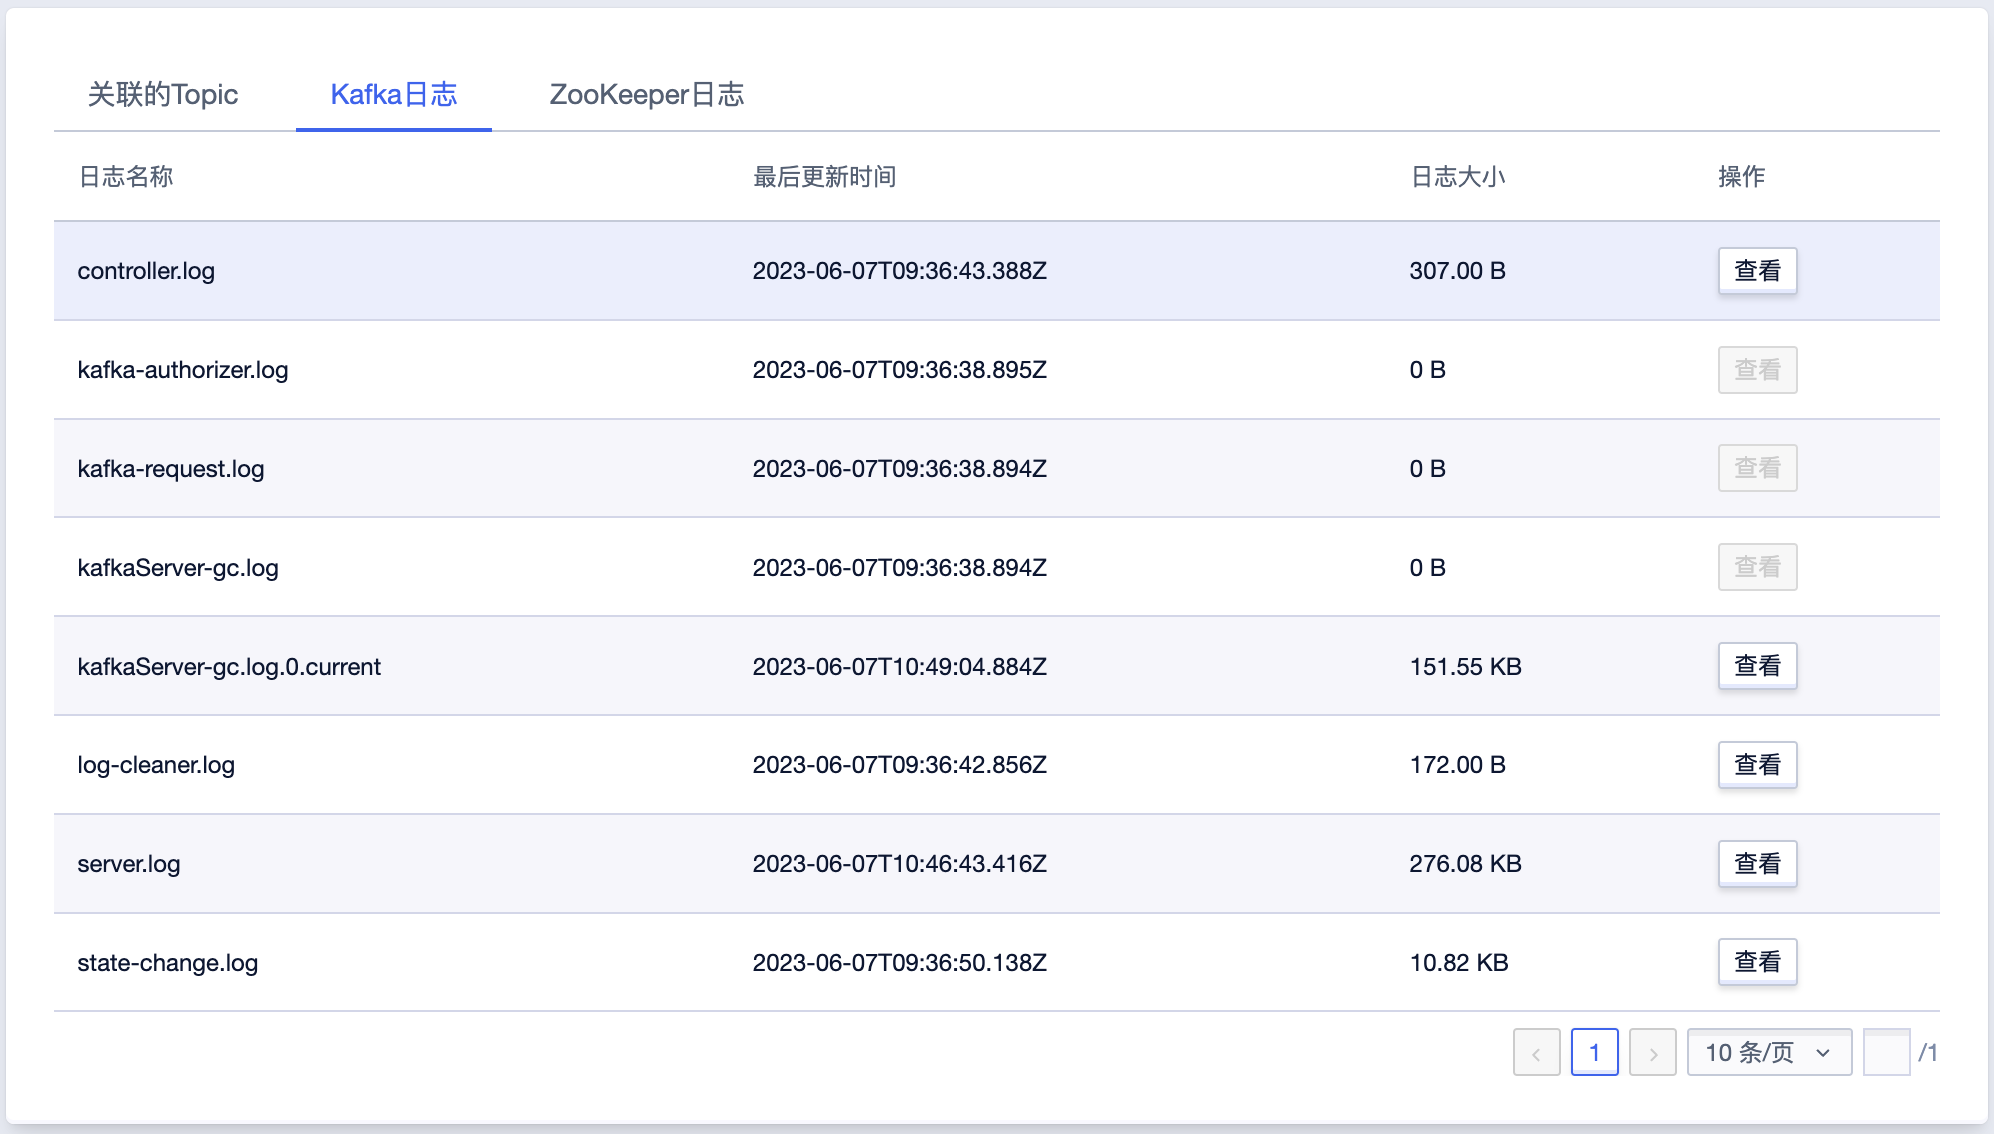 关联的Topic Kafka日志 ZooKeeper日志
日志名称 最后更新时间 日志大小 操作
controller.log 2023-06-07T09:36:43.388Z 307.00 B 查看
kafka-authorizer.log 2023-06-07T09:36:38.895Z 0 B 查看
kafka-request.log 2023-06-07T09:36:38.894Z 0 B 查看
kafkaServer-gc.log 2023-06-07T09:36:38.894Z 0 B 查看
kafkaServer-gc.log.0.current 2023-06-07T10:49:04.884Z 151.55 KB 查看
log-cleaner.log 2023-06-07T09:36:42.856Z 172.00 B 查看
server.log 2023-06-07T10:46:43.416Z 276.08 KB 查看
state-change.log 2023-06-07T09:36:50.138Z 10.82 KB 查看
1 10 条/页 /1